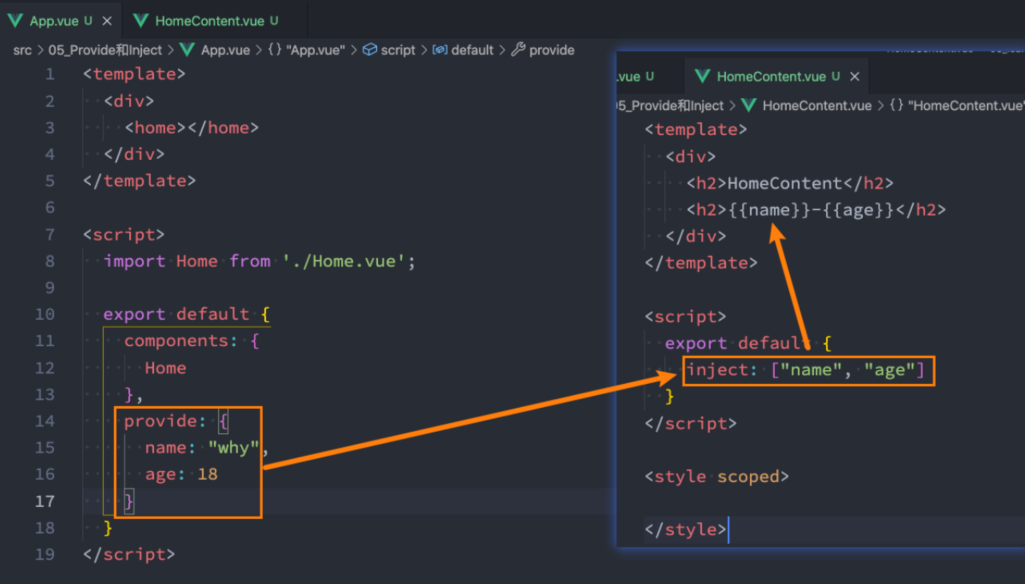 App.vue U ×
HomeContent.vue U
src > 05_Provide和Inject > App.vue > {} "App.vue" > script > default > provide
1 <template>
2 <div>
3 <home></home>
4 </div>
5 </template>
6
7 <script>
8 import Home from './Home.vue';
9
10 export default {
11 components: {
12 Home
13 },
14 provide: {
15 name: "why",
16 age: 18
17 }
18 }
19 </script>
.vue U
HomeContent.vue U ×
05_Provide和Inject > HomeContent.vue > {} "HomeContent.vue"
<template>
<div>
<h2>HomeContent</h2>
<h2>{{name}}-{{age}}</h2>
</div>
</template>
<script>
export default {
inject: ["name", "age"]
}
</script>
<style scoped>
</style>